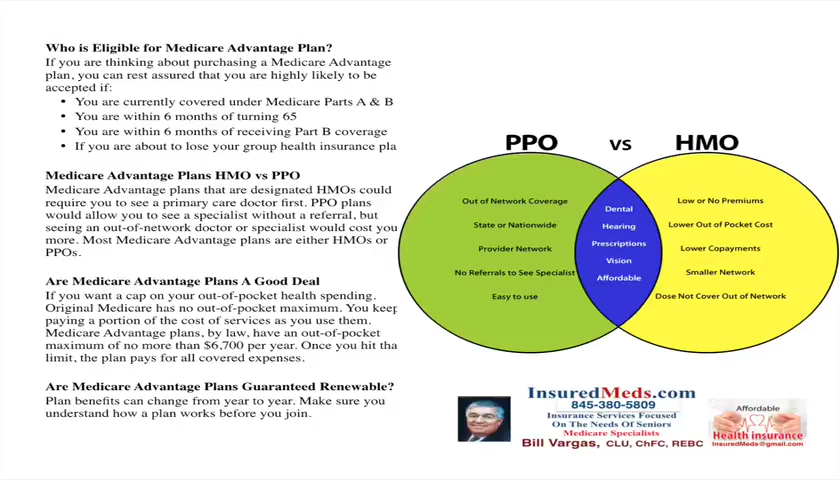 Who is Eligible for Medicare Advantage Plan?
If you are thinking about purchasing a Medicare Advantage
plan, you can rest assured that you are highly likely to be
accepted if:
• You are currently covered under Medicare Parts A & B
• You are within 6 months of turning 65
• You are within 6 months of receiving Part B coverage
• If you are about to lose your group health insurance pla
Medicare Advantage Plans HMO vs PPO
Medicare Advantage plans that are designated HMOs could
require you to see a primary care doctor first. PPO plans
would allow you to see a specialist without a referral, but
seeing an out-of-network doctor or specialist would cost you
more. Most Medicare Advantage plans are either HMOs or
PPOs.
Are Medicare Advantage Plans A Good Deal
If you want a cap on your out-of-pocket health spending.
Original Medicare has no out-of-pocket maximum. You keep
paying a portion of the cost of services as you use them.
Medicare Advantage plans, by law, have an out-of-pocket
maximum of no more than $6,700 per year. Once you hit tha
limit, the plan pays for all covered expenses.
Are Medicare Advantage Plans Guaranteed Renewable?
Plan benefits can change from year to year. Make sure you
understand how a plan works before you join.
PPO vs HMO
Out of Network Coverage
State or Nationwide
Provider Network
No Referrals to See Specialist
Easy to use
Dental
Hearing
Prescriptions
Vision
Affordable
Low or No Premiums
Lower Out of Pocket Cost
Lower Copayments
Smaller Network
Dose Not Cover Out of Network
InsuredMeds.com
845-380-5809
Insurance Services Focused
On The Needs Of Seniors
Medicare Specialists
Bill Vargas, CLU, ChFC, REBC
Affordable
Health insurance
InsuredMeds@gmail.com